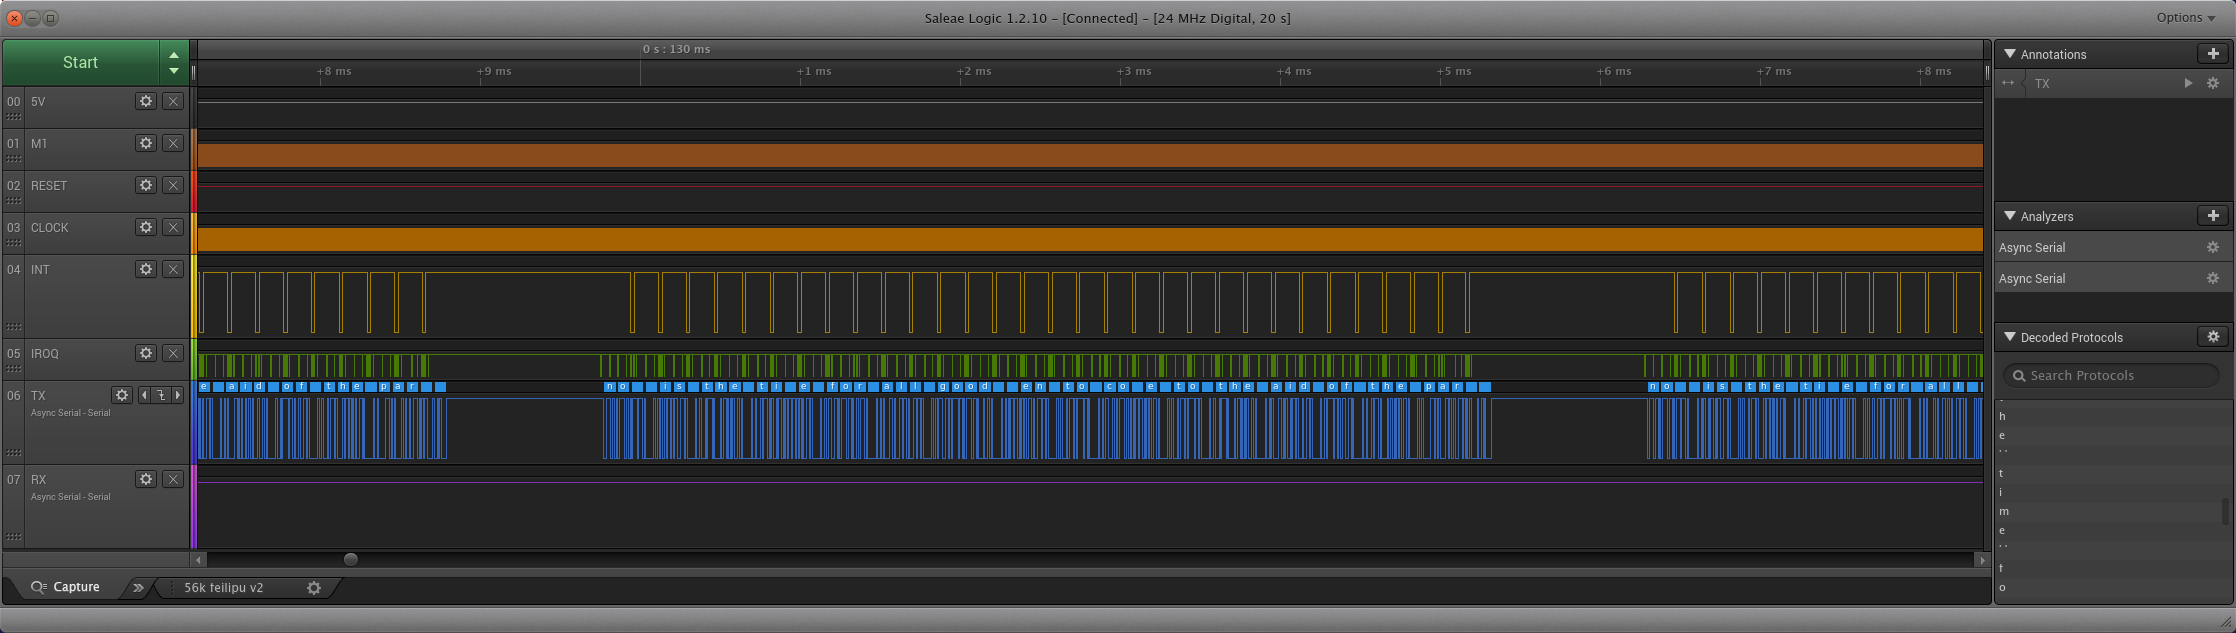 Saleae Logic 1.2.10 – [Connected] – [24 MHz Digital, 20 s]
Options
Start
0 s : 130 ms
+8 ms +9 ms +1 ms +2 ms +3 ms +4 ms +5 ms +6 ms +7 ms +8 ms
00 5V
01 M1
02 RESET
03 CLOCK
04 INT
05 IROQ
e a i d o f t h e p a r n o i s t h e t i e f o r a l l g o o d e n t o c o e t o t h e a i d o f t h e p a r n o i s t h e t i e f o r a l l
06 TX
Async Serial - Serial
07 RX
Async Serial - Serial
Capture
56k feilipu v2
Annotations
TX
Analyzers
Async Serial
Async Serial
Decoded Protocols
Search Protocols
h
e
' '
t
i
m
e
' '
f
o